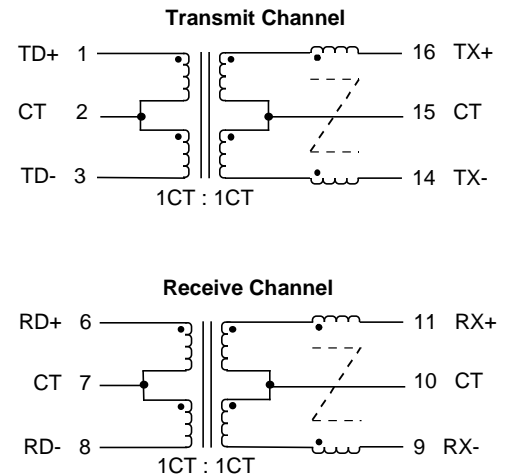 Transmit Channel
TD+ 1 16 TX+
CT 2 15 CT
TD- 3 14 TX-
1CT : 1CT
Receive Channel
RD+ 6 11 RX+
CT 7 10 CT
RD- 8 9 RX-
1CT : 1CT